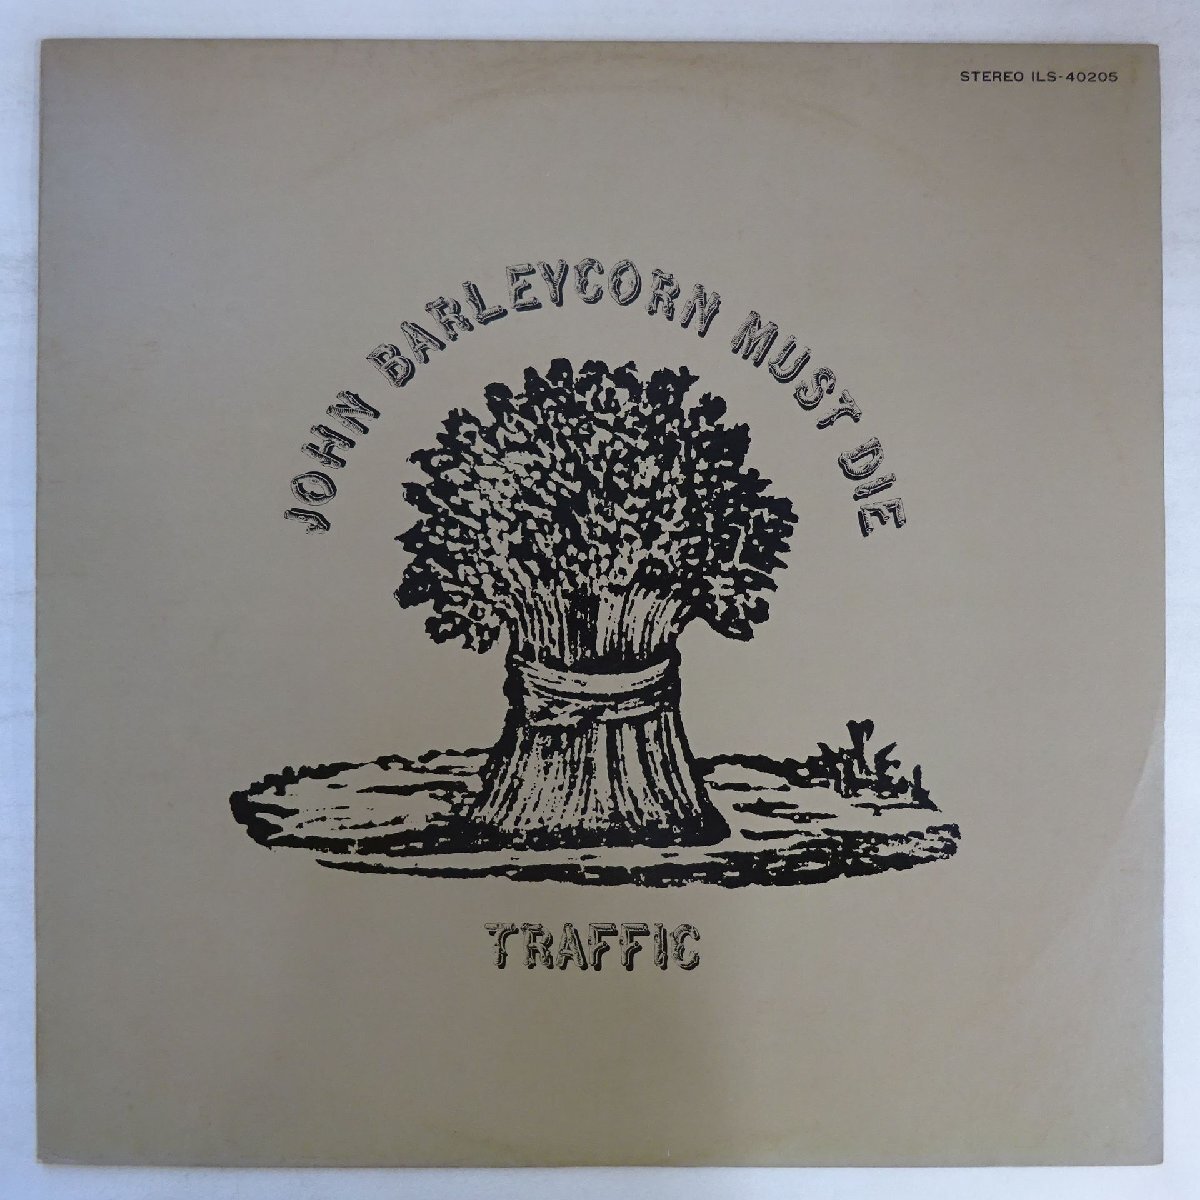 STEREO ILS-40205
JOHN BARLEYCORN MUST DIE
TRAFFIC